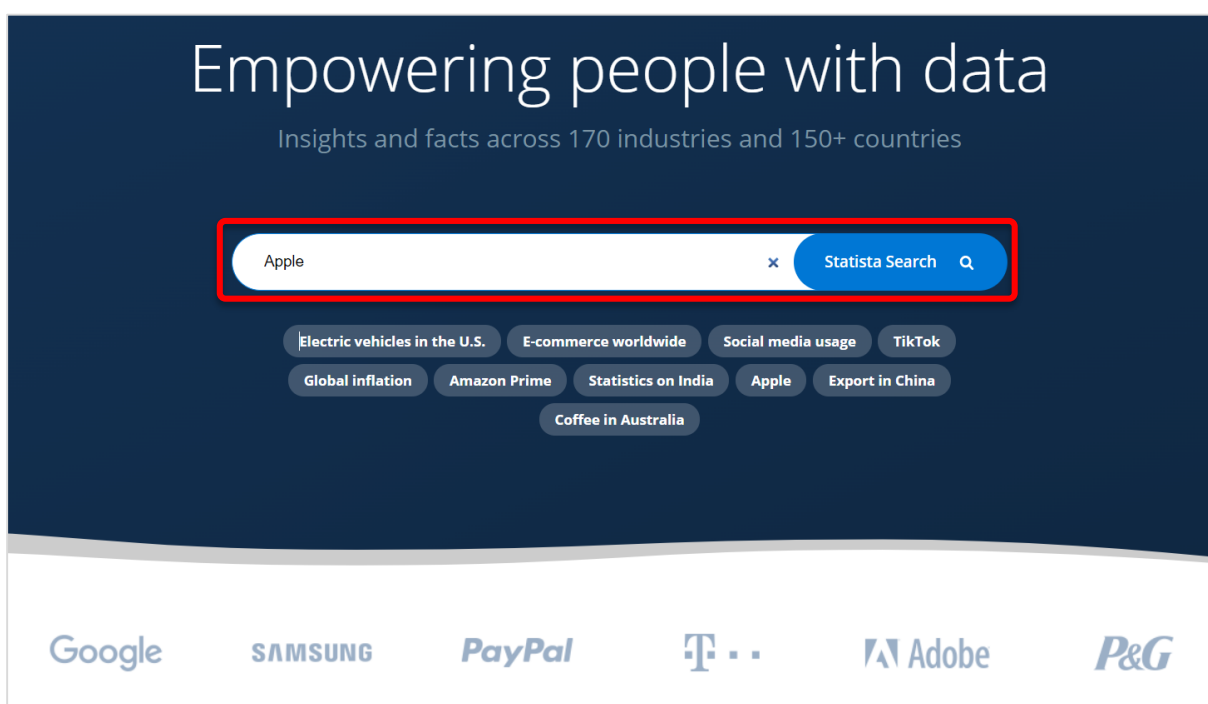 Empowering people with data
Insights and facts across 170 industries and 150+ countries
Apple × Statista Search
Electric vehicles in the U.S. E-commerce worldwide Social media usage TikTok
Global inflation Amazon Prime Statistics on India Apple Export in China
Coffee in Australia
Google SAMSUNG PayPal T Adobe P&G